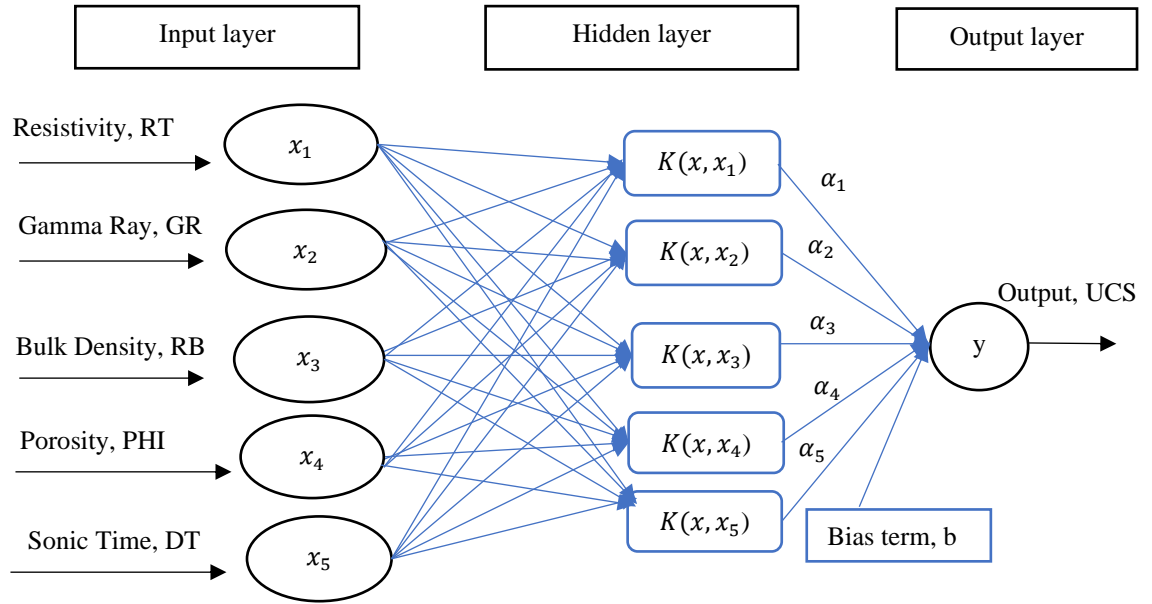 Input layer
Hidden layer
Output layer
Resistivity, RT
Gamma Ray, GR
Bulk Density, RB
Porosity, PHI
Sonic Time, DT
x₁
x₂
x₃
x₄
x₅
K(x, x₁)
K(x, x₂)
K(x, x₃)
K(x, x₄)
K(x, x₅)
α₁
α₂
α₃
α₄
α₅
Bias term, b
y
Output, UCS